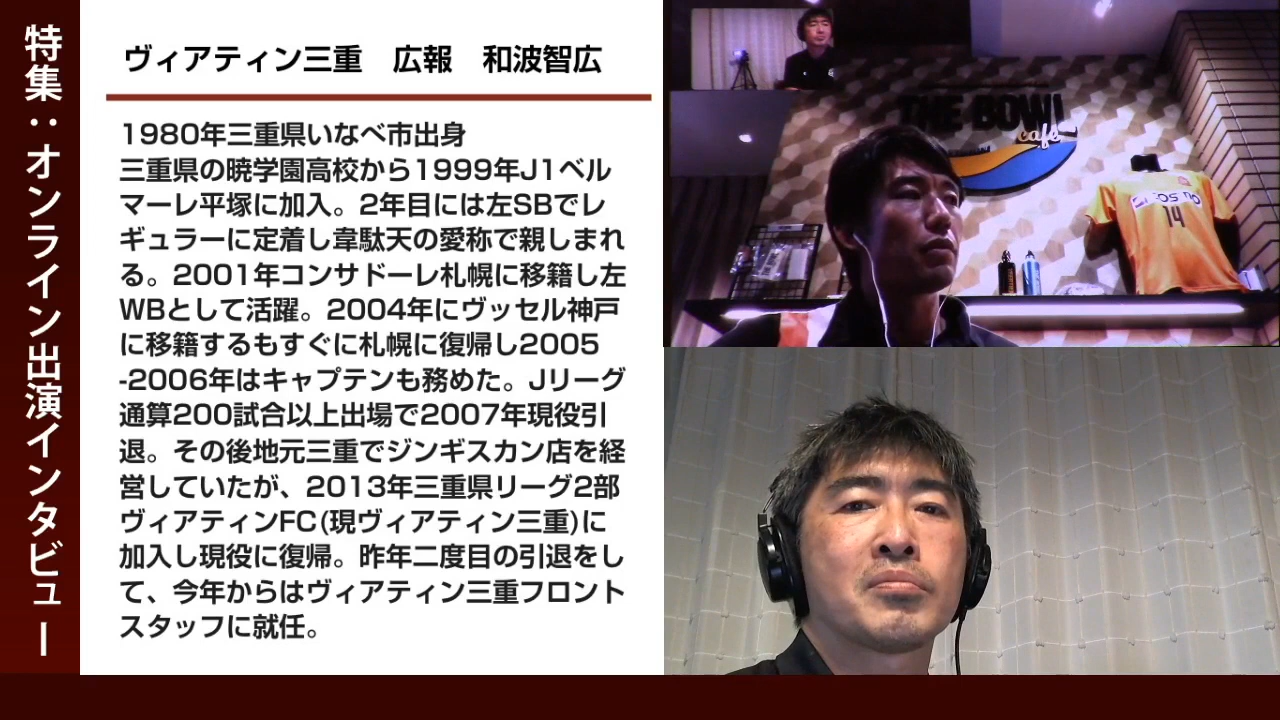 特集：オンライン出演インタビュー
ヴィアティン三重　広報　和波智広
1980年三重県いなべ市出身
三重県の暁学園高校から1999年J1ベル
マーレ平塚に加入。2年目には左SBでレ
ギュラーに定着し韋駄天の愛称で親しまれ
る。2001年コンサドーレ札幌に移籍し左
WBとして活躍。2004年にヴッセル神戸
に移籍するもすぐに札幌に復帰し2005
-2006年はキャプテンも務めた。Jリーグ
通算200試合以上出場で2007年現役引
退。その後地元三重でジンギスカン店を経
営していたが、2013年三重県リーグ2部
ヴィアティンFC(現ヴィアティン三重)に
加入し現役に復帰。昨年二度目の引退をし
て、今年からはヴィアティン三重フロント
スタッフに就任。
THE BOWL
cafe
14